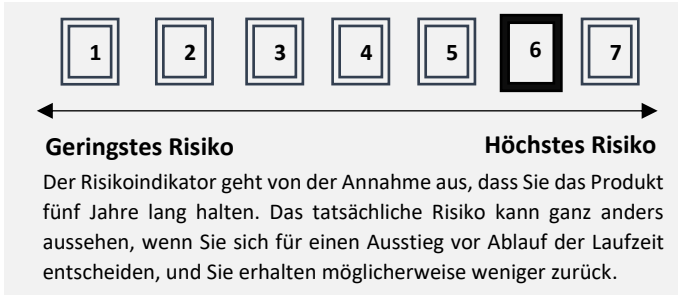 1 2 3 4 5 6 7
Geringstes Risiko Höchstes Risiko
Der Risikoindikator geht von der Annahme aus, dass Sie das Produkt
fünf Jahre lang halten. Das tatsächliche Risiko kann ganz anders
aussehen, wenn Sie sich für einen Ausstieg vor Ablauf der Laufzeit
entscheiden, und Sie erhalten möglicherweise weniger zurück.